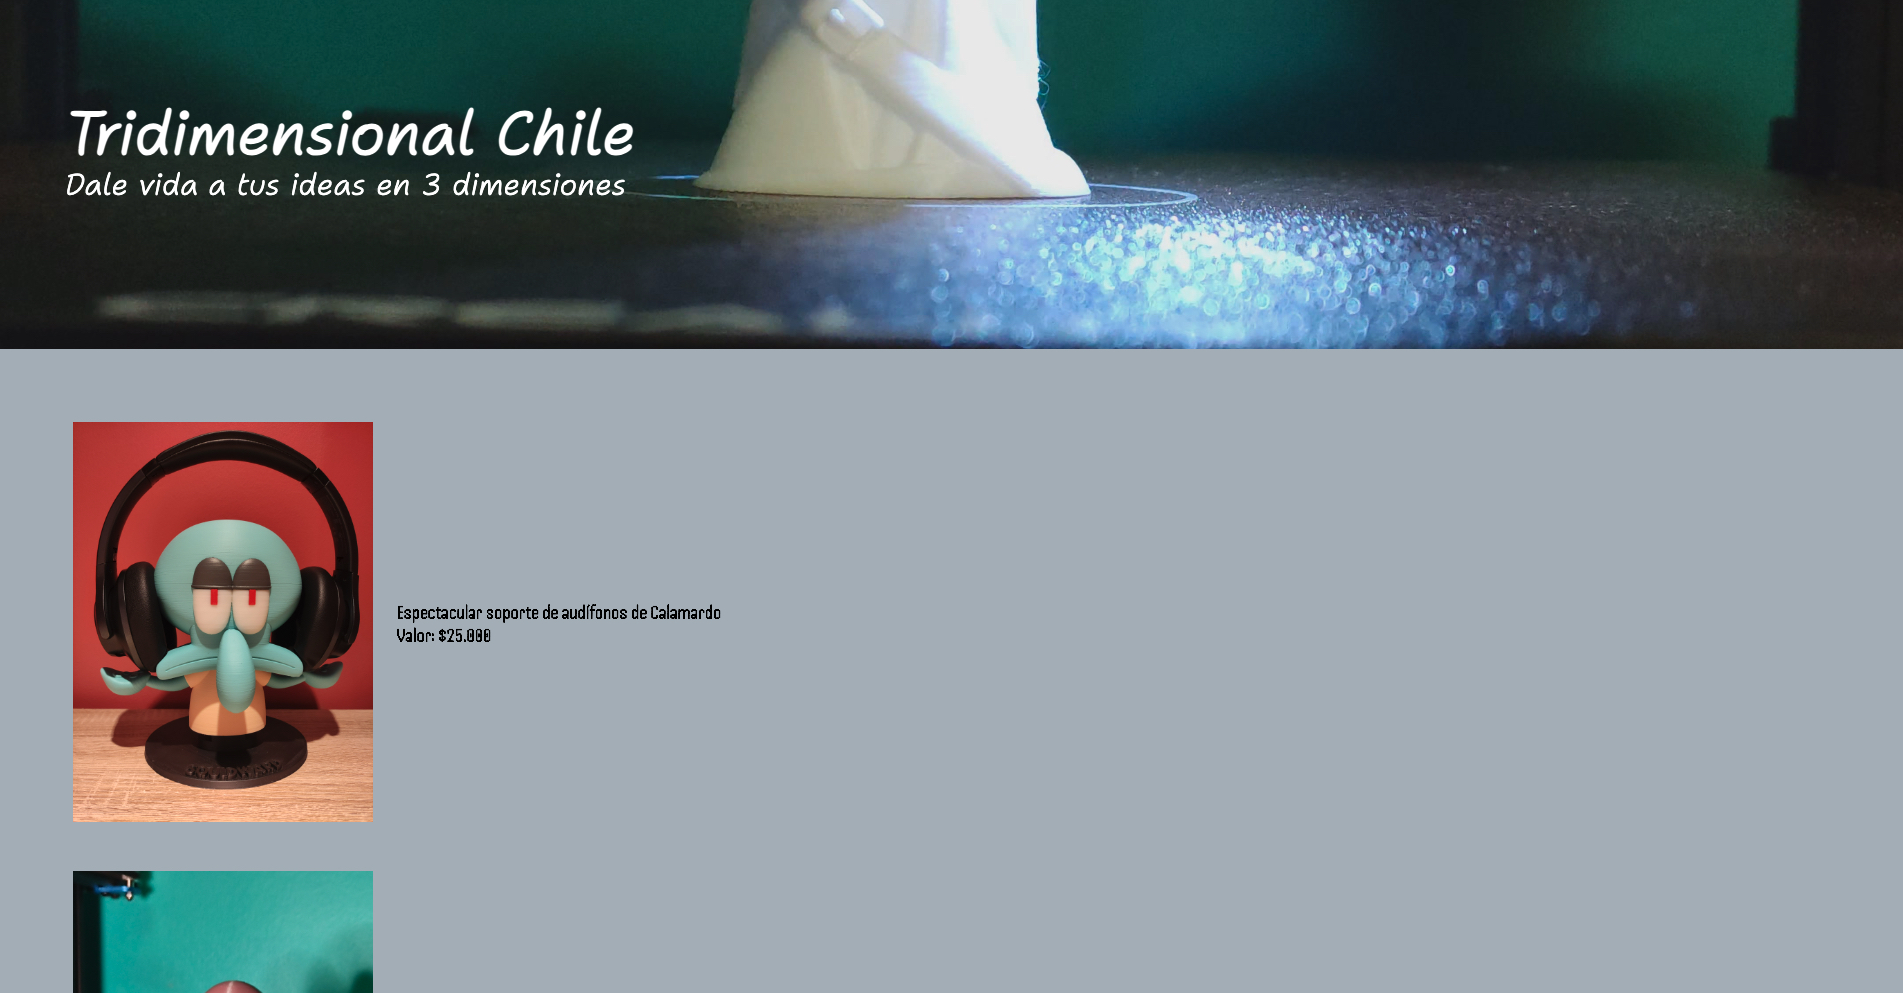 Tridimensional Chile
Dale vida a tus ideas en 3 dimensiones
Espectacular soporte de audífonos de Calamardo
Valor: $25.000